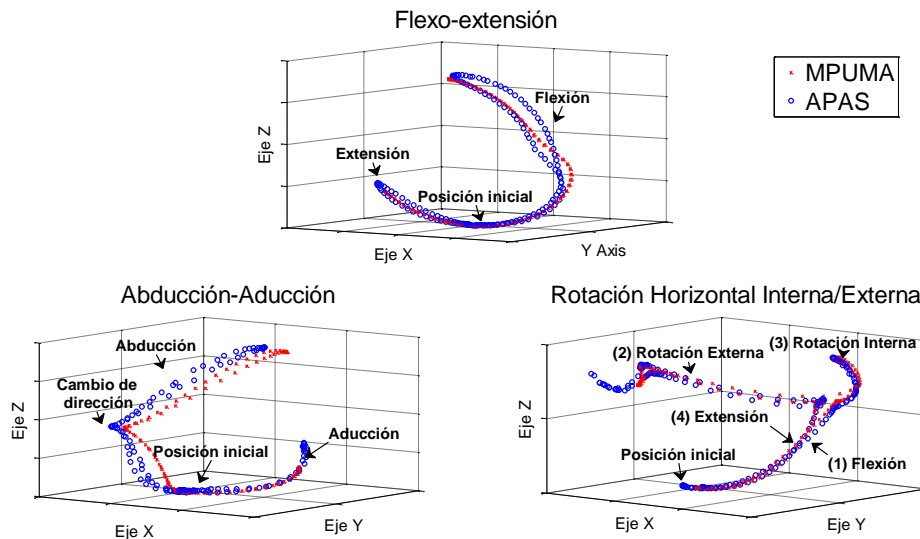 Flexo-extensión
MPUMA
APAS
Flexión
Extensión
Posición inicial
Eje Z
Eje X
Y Axis
Abducción-Aducción
Abducción
Cambio de
dirección
Posición inicial
Aducción
Eje Z
Eje X
Eje Y
Rotación Horizontal Interna/Externa
(3) Rotación Interna
(2) Rotación Externa
(4) Extensión
Posición inicial
(1) Flexión
Eje Z
Eje X
Eje Y